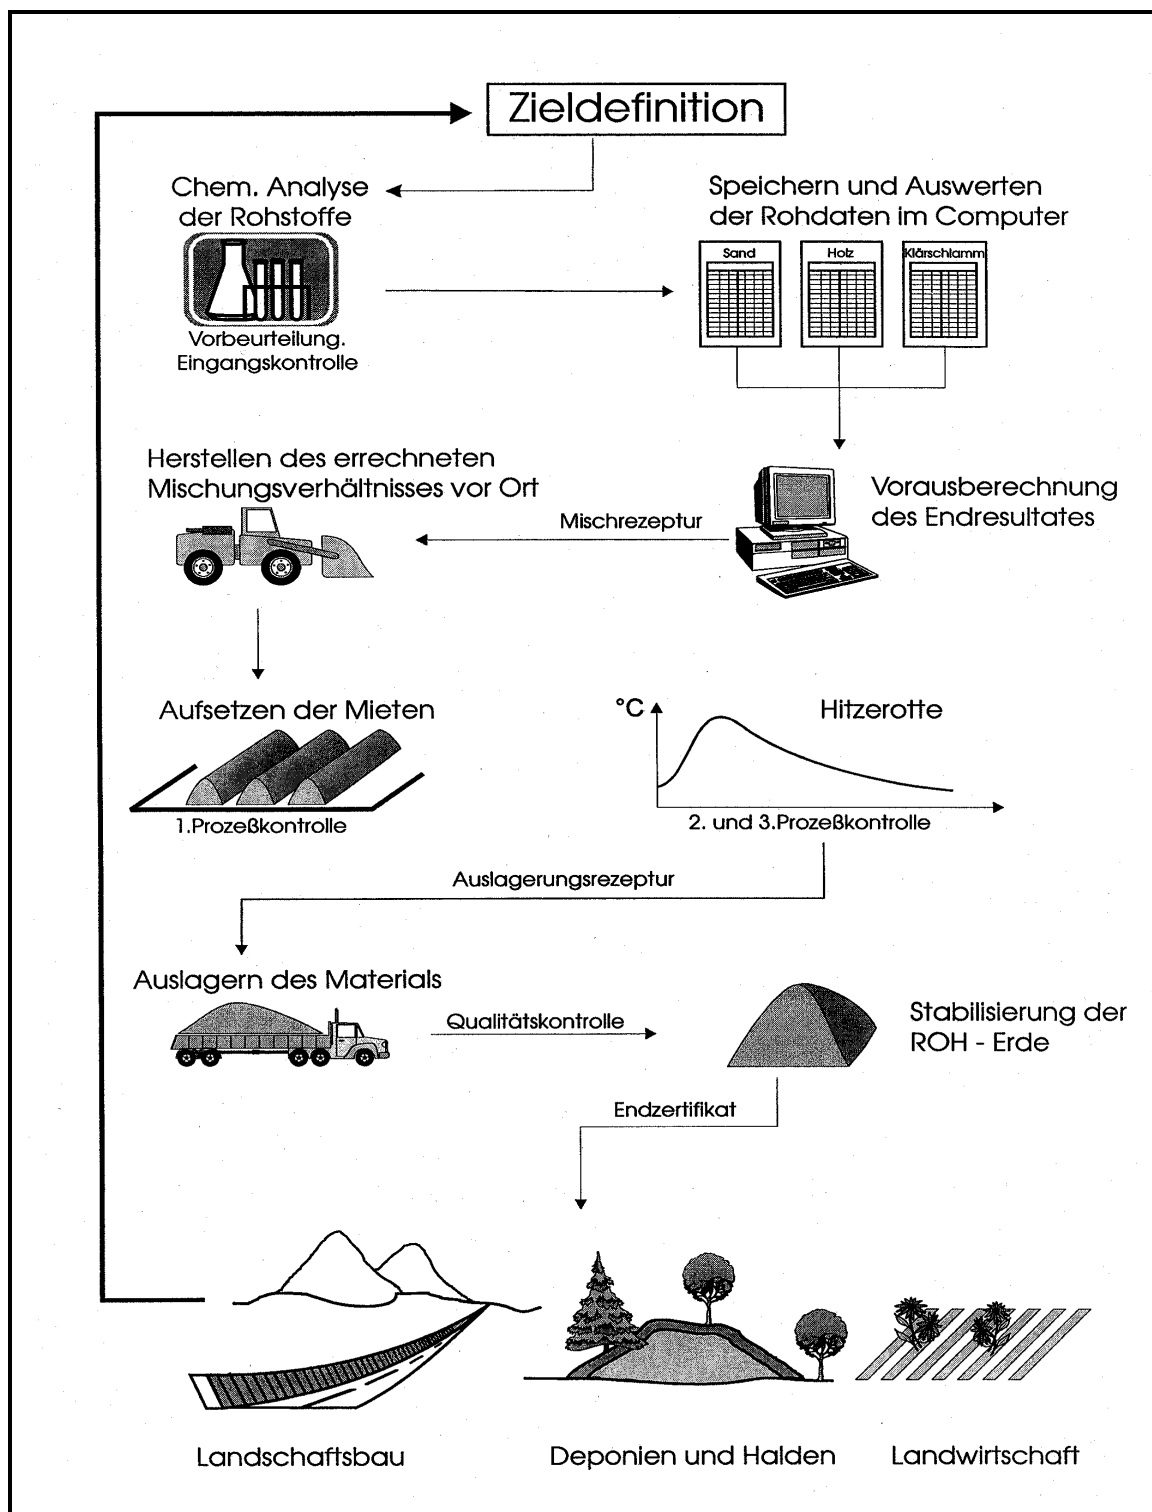 Zieldefinition
Chem. Analyse
der Rohstoffe
Vorbeurteilung.
Eingangskontrolle
Speichern und Auswerten
der Rohdaten im Computer
Sand
Holz
Klärschlamm
Herstellen des errechneten
Mischungsverhältnisses vor Ort
Mischrezeptur
Vorausberechnung
des Endresultates
Aufsetzen der Mieten
1.Prozeßkontrolle
°C
Hitzerotte
2. und 3.Prozeßkontrolle
Auslagerungsrezeptur
Auslagern des Materials
Qualitätskontrolle
Stabilisierung der
ROH - Erde
Endzertifikat
Landschaftsbau
Deponien und Halden
Landwirtschaft